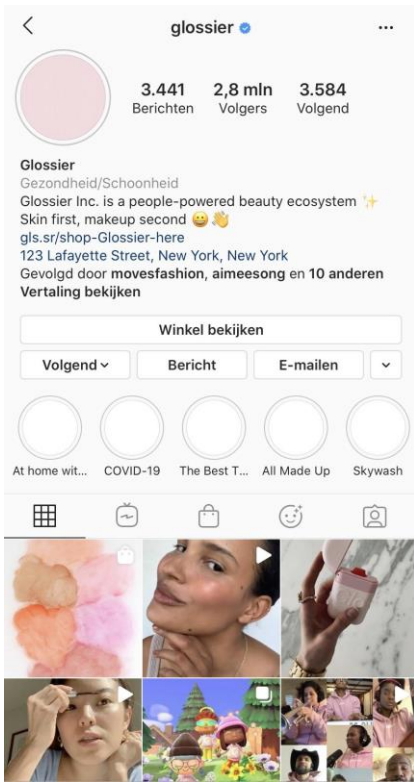 glossier
3.441 2,8 mln 3.584
Berichten Volgers Volgend
Glossier
Gezondheid/Schoonheid
Glossier Inc. is a people-powered beauty ecosystem ✨
Skin first, makeup second 😀👋
gls.sr/shop-Glossier-here
123 Lafayette Street, New York, New York
Gevolgd door movesfashion, aimeesong en 10 anderen
Vertaling bekijken
Winkel bekijken
Volgend Bericht E-mailen
At home wit... COVID-19 The Best T... All Made Up Skywash